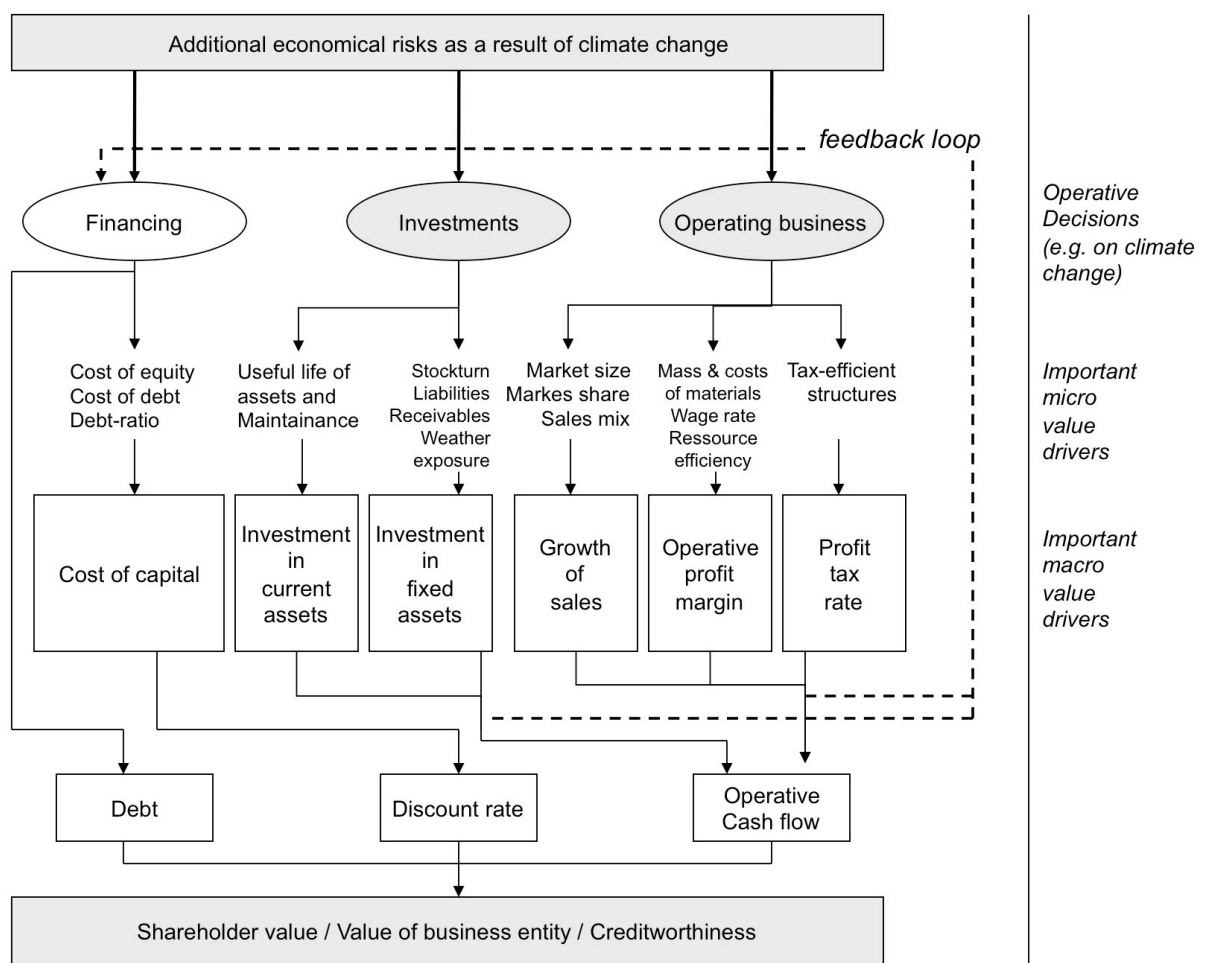 Additional economical risks as a result of climate change
feedback loop
Financing
Investments
Operating business
Operative
Decisions
(e.g. on climate
change)
Cost of equity
Cost of debt
Debt-ratio
Useful life of
assets and
Maintainance
Stockturn
Liabilities
Receivables
Weather
exposure
Market size
Markes share
Sales mix
Mass & costs
of materials
Wage rate
Ressource
efficiency
Tax-efficient
structures
Important
micro
value
drivers
Cost of capital
Investment
in
current
assets
Investment
in
fixed
assets
Growth
of
sales
Operative
profit
margin
Profit
tax
rate
Important
macro
value
drivers
Debt
Discount rate
Operative
Cash flow
Shareholder value / Value of business entity / Creditworthiness